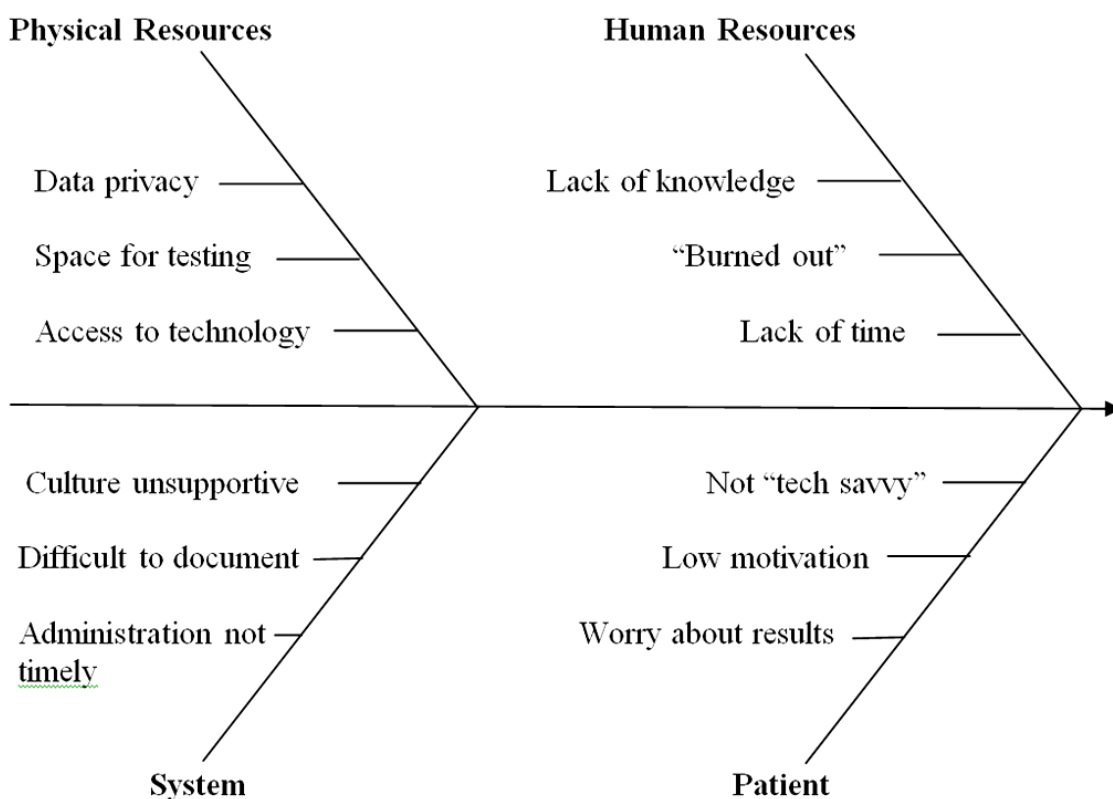 Physical Resources
Human Resources
Data privacy
Lack of knowledge
Space for testing
“Burned out”
Access to technology
Lack of time
Culture unsupportive
Not “tech savvy”
Difficult to document
Low motivation
Administration not
timely
Worry about results
System
Patient